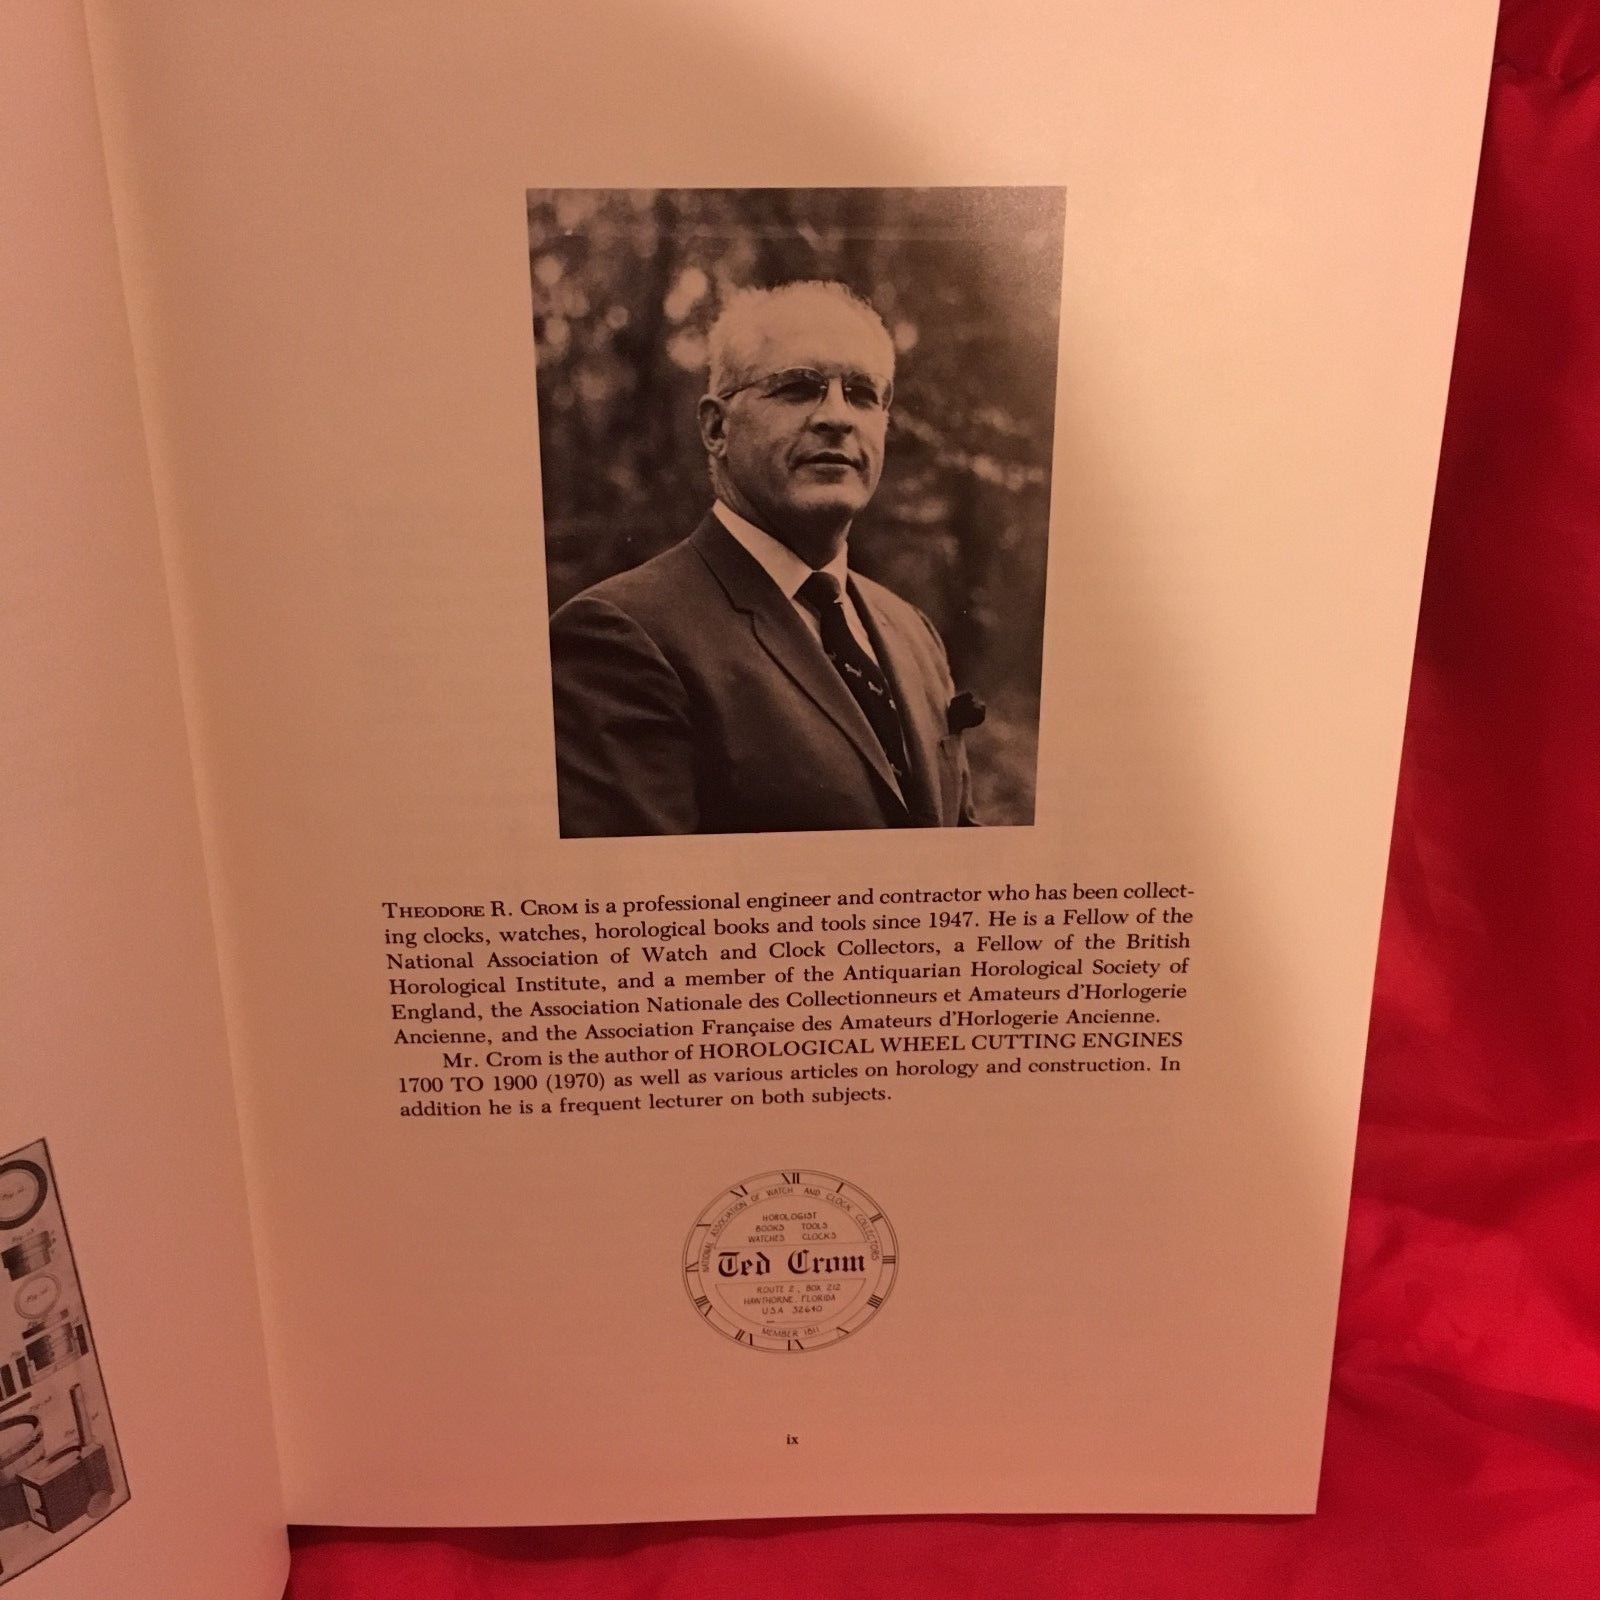 THEODORE R. CROM is a professional engineer and contractor who has been collect-
ing clocks, watches, horological books and tools since 1947. He is a Fellow of the
National Association of Watch and Clock Collectors, a Fellow of the British
Horological Institute, and a member of the Antiquarian Horological Society of
England, the Association Nationale des Collectionneurs et Amateurs d'Horlogerie
Ancienne, and the Association Française des Amateurs d'Horlogerie Ancienne.
Mr. Crom is the author of HOROLOGICAL WHEEL CUTTING ENGINES
1700 TO 1900 (1970) as well as various articles on horology and construction. In
addition he is a frequent lecturer on both subjects.
XII
XI I
NATIONAL ASSOCIATION OF WATCH AND CLOCK COLLECTORS
X II
HOROLOGIST
BOOKS TOOLS
WATCHES CLOCKS
IX III
Ted Crom
ROUTE 2, BOX 212
HAWTHORNE, FLORIDA
USA 32640
MEMBER 1811
ix